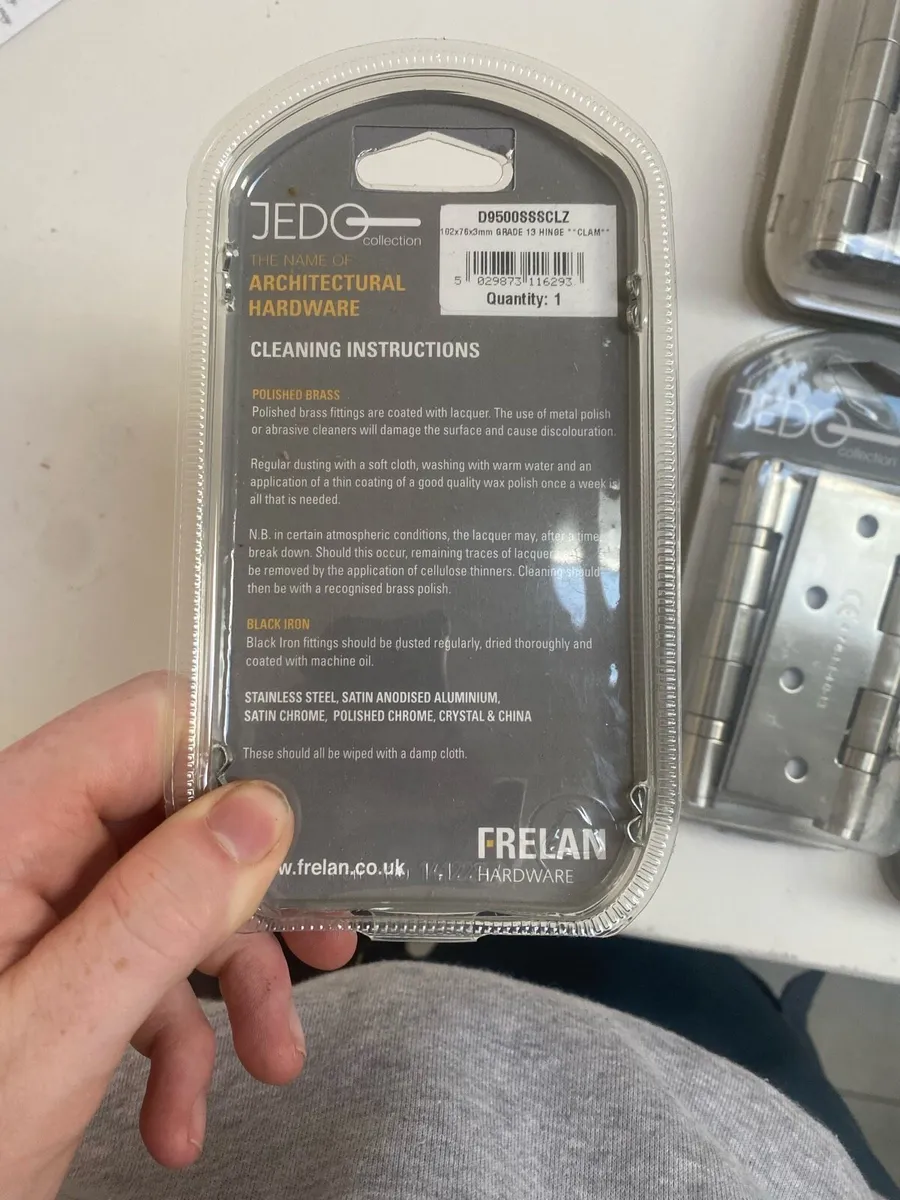 JEDO
collection
THE NAME OF
ARCHITECTURAL
HARDWARE
D9500SSSCLZ
102x76x3mm GRADE 13 HINGE **CLAM**
5 029873 116293
Quantity: 1
CLEANING INSTRUCTIONS
POLISHED BRASS
Polished brass fittings are coated with lacquer. The use of metal polish
or abrasive cleaners will damage the surface and cause discolouration.
Regular dusting with a soft cloth, washing with warm water and an
application of a thin coating of a good quality wax polish once a week is
all that is needed.
N.B. in certain atmospheric conditions, the lacquer may, after a time,
break down. Should this occur, remaining traces of lacquer
be removed by the application of cellulose thinners. Cleaning should
then be with a recognised brass polish.
BLACK IRON
Black Iron fittings should be dusted regularly, dried thoroughly and
coated with machine oil.
STAINLESS STEEL, SATIN ANODISED ALUMINIUM,
SATIN CHROME, POLISHED CHROME, CRYSTAL & CHINA
These should all be wiped with a damp cloth.
w.frelan.co.uk
FRELAN
HARDWARE
JEDO
collection
CE